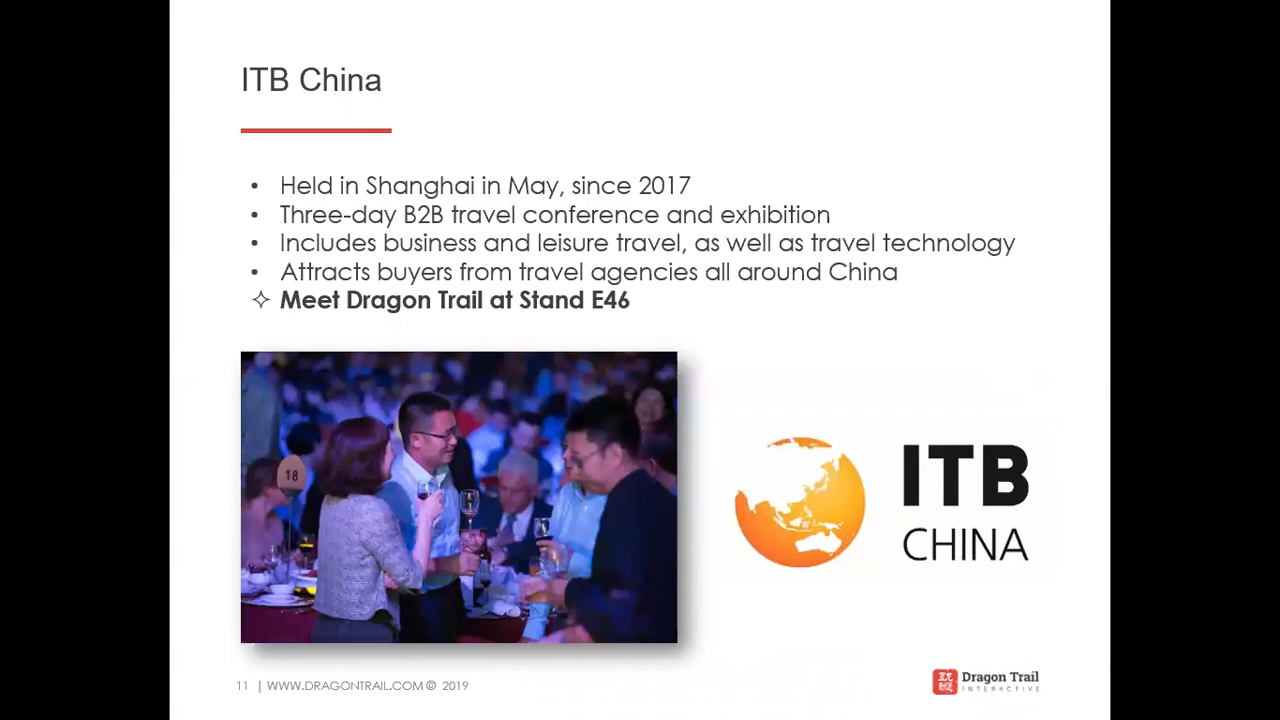 ITB China
• Held in Shanghai in May, since 2017
• Three-day B2B travel conference and exhibition
• Includes business and leisure travel, as well as travel technology
• Attracts buyers from travel agencies all around China
✧ Meet Dragon Trail at Stand E46
18
ITB
CHINA
11 | WWW.DRAGONTRAIL.COM © 2019
Dragon Trail
INTERACTIVE